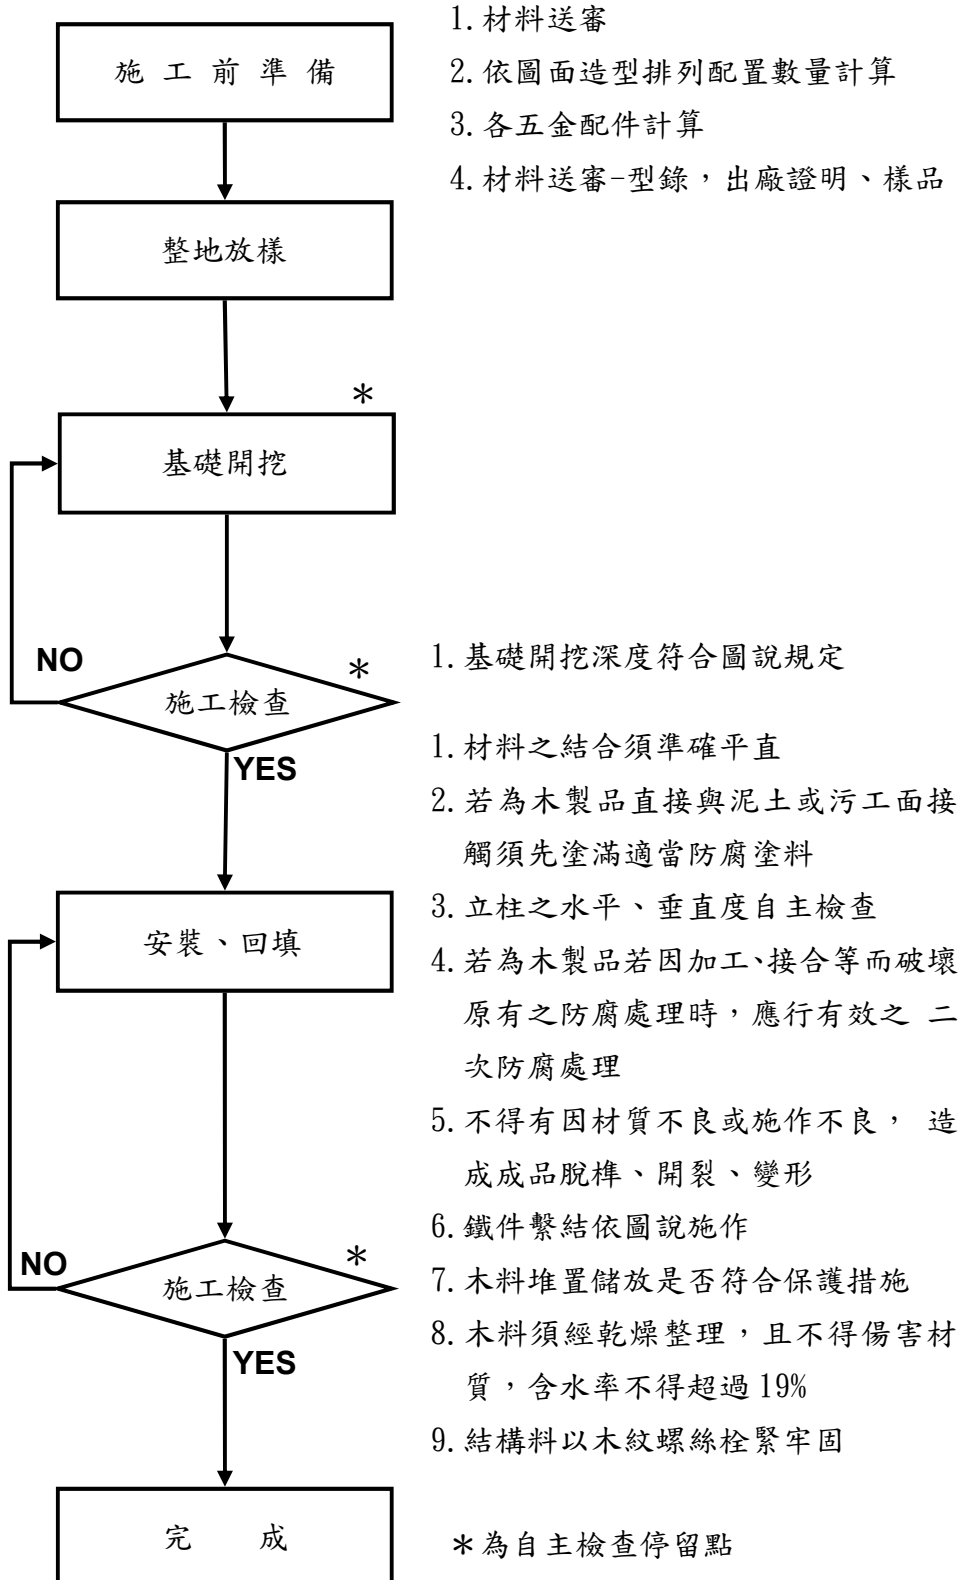 1.材料送審
施 工 前 準 備
2.依圖面造型排列配置數量計算
3.各五金配件計算
4.材料送審-型錄，出廠證明、樣品
整地放樣
＊
基礎開挖
NO
＊
1.基礎開挖深度符合圖說規定
施工檢查
YES
1.材料之結合須準確平直
2.若為木製品直接與泥土或污工面接
觸須先塗滿適當防腐塗料
3.立柱之水平、垂直度自主檢查
安裝、回填
4.若為木製品若因加工、接合等而破壞
原有之防腐處理時，應行有效之 二
次防腐處理
5.不得有因材質不良或施作不良， 造
成成品脫榫、開裂、變形
6.鐵件繫結依圖說施作
NO
＊
施工檢查
7.木料堆置儲放是否符合保護措施
YES
8.木料須經乾燥整理，且不得傷害材
質，含水率不得超過19%
9.結構料以木紋螺絲栓緊牢固
完 成
＊為自主檢查停留點